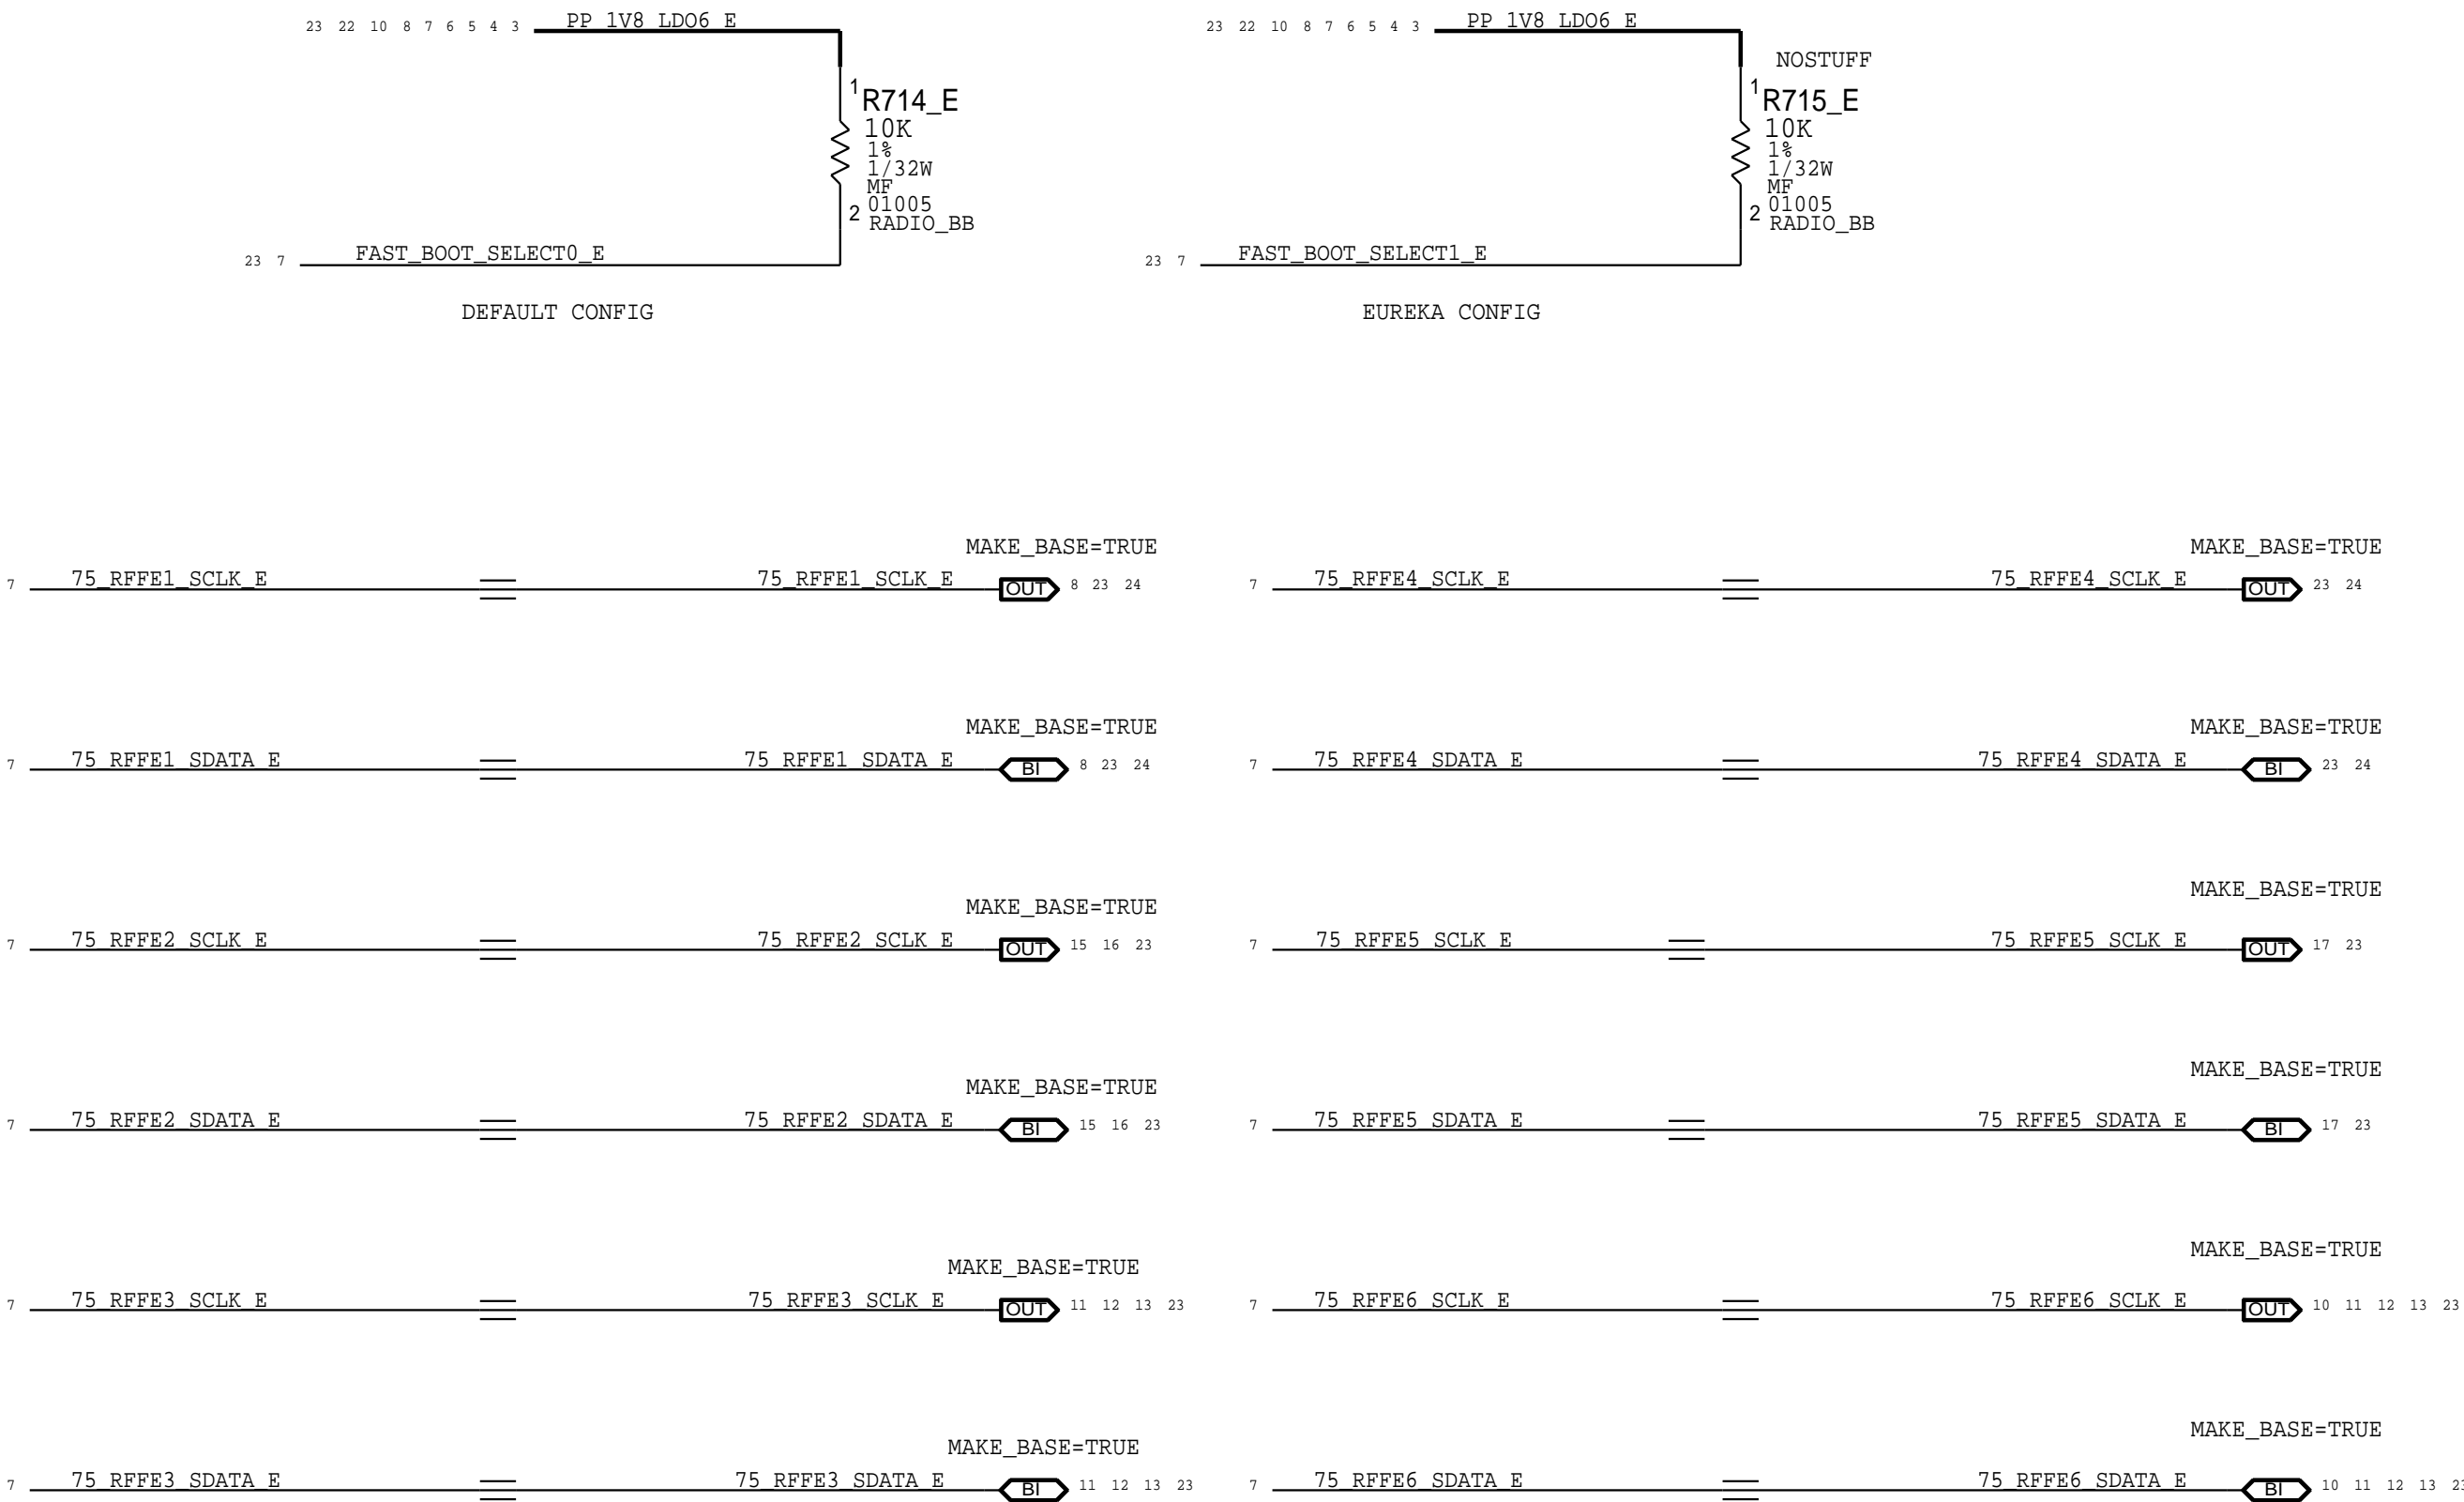 23 22 10 8 7 6 5 4 3 PP_1V8_LDO6_E
1
R714_E
10K
1%
1/32W
MF
01005
2
RADIO_BB
23 7 FAST_BOOT_SELECT0_E
DEFAULT CONFIG
23 22 10 8 7 6 5 4 3 PP_1V8_LDO6_E
NOSTUFF
1
R715_E
10K
1%
1/32W
MF
01005
2
RADIO_BB
23 7 FAST_BOOT_SELECT1_E
EUREKA CONFIG
MAKE_BASE=TRUE
7 75_RFFE1_SCLK_E 75_RFFE1_SCLK_E OUT 8 23 24
MAKE_BASE=TRUE
7 75_RFFE4_SCLK_E 75_RFFE4_SCLK_E OUT 23 24
MAKE_BASE=TRUE
7 75_RFFE1_SDATA_E 75_RFFE1_SDATA_E BI 8 23 24
MAKE_BASE=TRUE
7 75_RFFE4_SDATA_E 75_RFFE4_SDATA_E BI 23 24
MAKE_BASE=TRUE
7 75_RFFE2_SCLK_E 75_RFFE2_SCLK_E OUT 15 16 23
MAKE_BASE=TRUE
7 75_RFFE5_SCLK_E 75_RFFE5_SCLK_E OUT 17 23
MAKE_BASE=TRUE
7 75_RFFE2_SDATA_E 75_RFFE2_SDATA_E BI 15 16 23
MAKE_BASE=TRUE
7 75_RFFE5_SDATA_E 75_RFFE5_SDATA_E BI 17 23
MAKE_BASE=TRUE
7 75_RFFE3_SCLK_E 75_RFFE3_SCLK_E OUT 11 12 13 23
MAKE_BASE=TRUE
7 75_RFFE6_SCLK_E 75_RFFE6_SCLK_E OUT 10 11 12 13 23
MAKE_BASE=TRUE
7 75_RFFE3_SDATA_E 75_RFFE3_SDATA_E BI 11 12 13 23
MAKE_BASE=TRUE
7 75_RFFE6_SDATA_E 75_RFFE6_SDATA_E BI 10 11 12 13